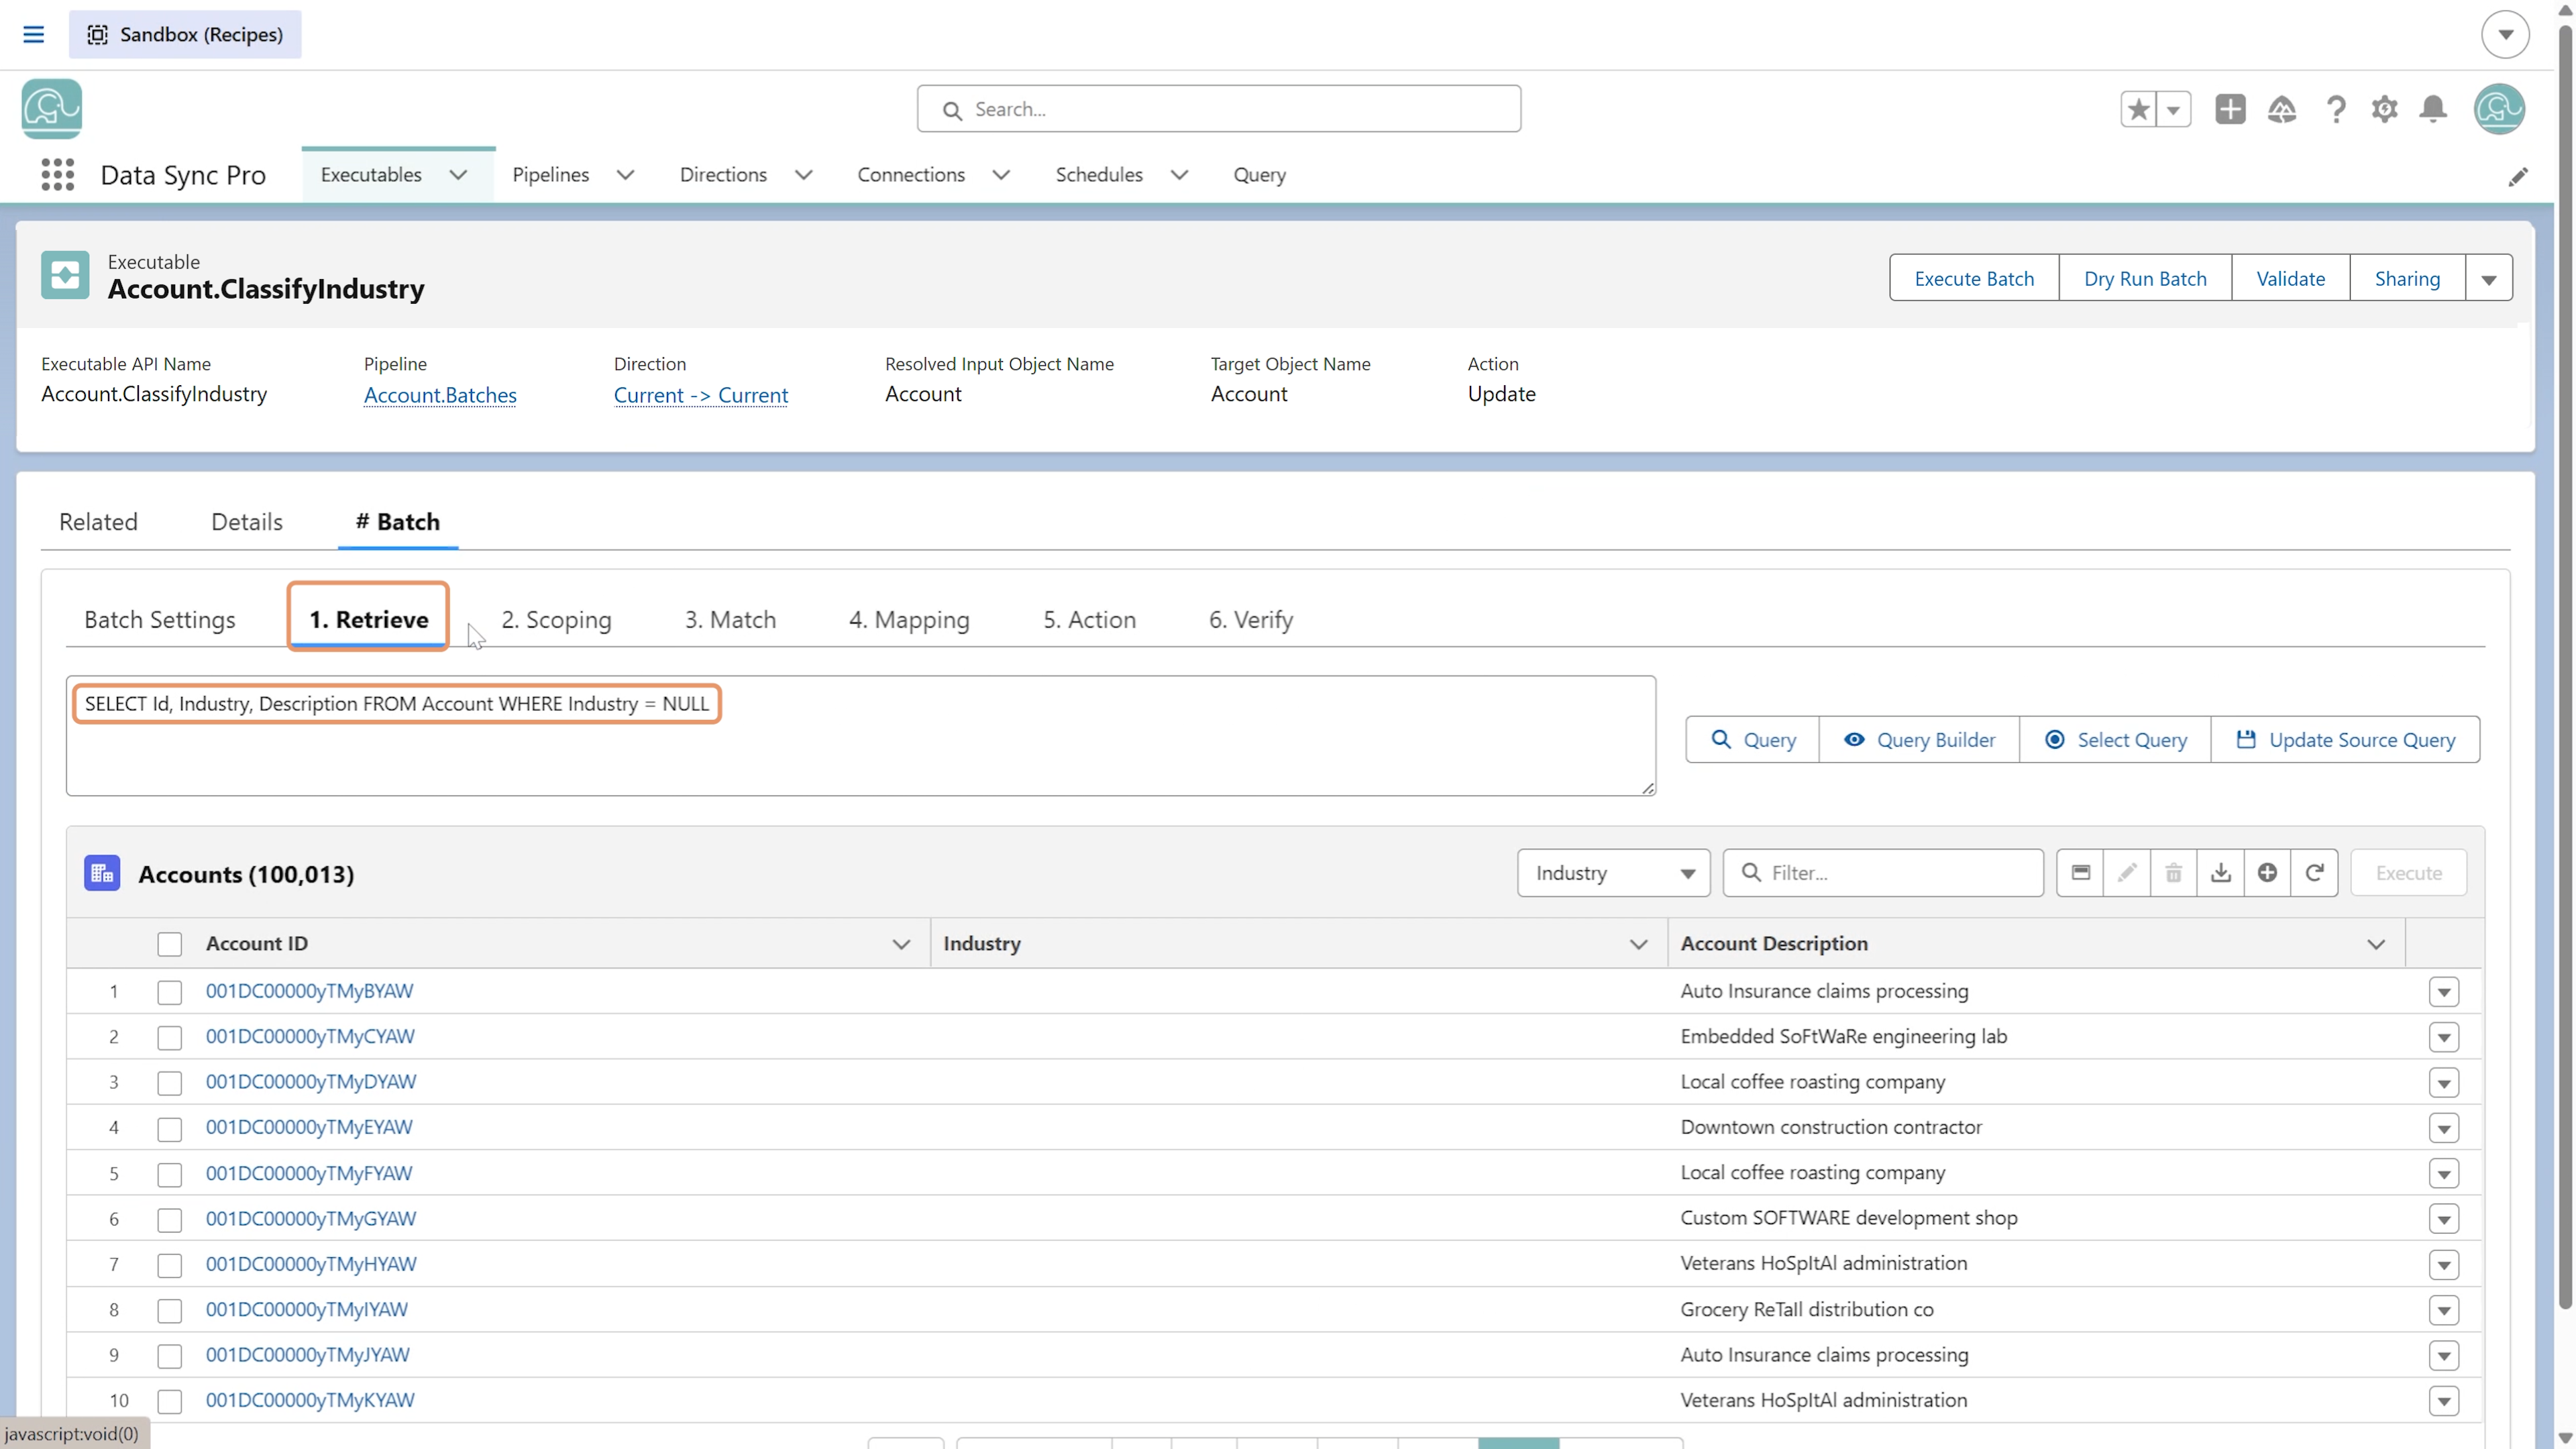 Sandbox (Recipes)
Search...
Data Sync Pro
Executables
Pipelines
Directions
Connections
Schedules
Query
Executable
Account.ClassifyIndustry
Execute Batch
Dry Run Batch
Validate
Sharing
Executable API Name
Pipeline
Direction
Resolved Input Object Name
Target Object Name
Action
Account.ClassifyIndustry
Account.Batches
Current -> Current
Account
Account
Update
Related
Details
# Batch
Batch Settings
1. Retrieve
2. Scoping
3. Match
4. Mapping
5. Action
6. Verify
SELECT Id, Industry, Description FROM Account WHERE Industry = NULL
Query
Query Builder
Select Query
Update Source Query
Accounts (100,013)
Industry
Filter...
Execute
Account ID
Industry
Account Description
1 001DC00000yTMyBYAW Auto Insurance claims processing
2 001DC00000yTMyCYAW Embedded SoFtWaRe engineering lab
3 001DC00000yTMyDYAW Local coffee roasting company
4 001DC00000yTMyEYAW Downtown construction contractor
5 001DC00000yTMyFYAW Local coffee roasting company
6 001DC00000yTMyGYAW Custom SOFTWARE development shop
7 001DC00000yTMyHYAW Veterans HoSpItAl administration
8 001DC00000yTMyIYAW Grocery ReTaIl distribution co
9 001DC00000yTMyJYAW Auto Insurance claims processing
10 001DC00000yTMyKYAW Veterans HoSpItAl administration
javascript:void(0)